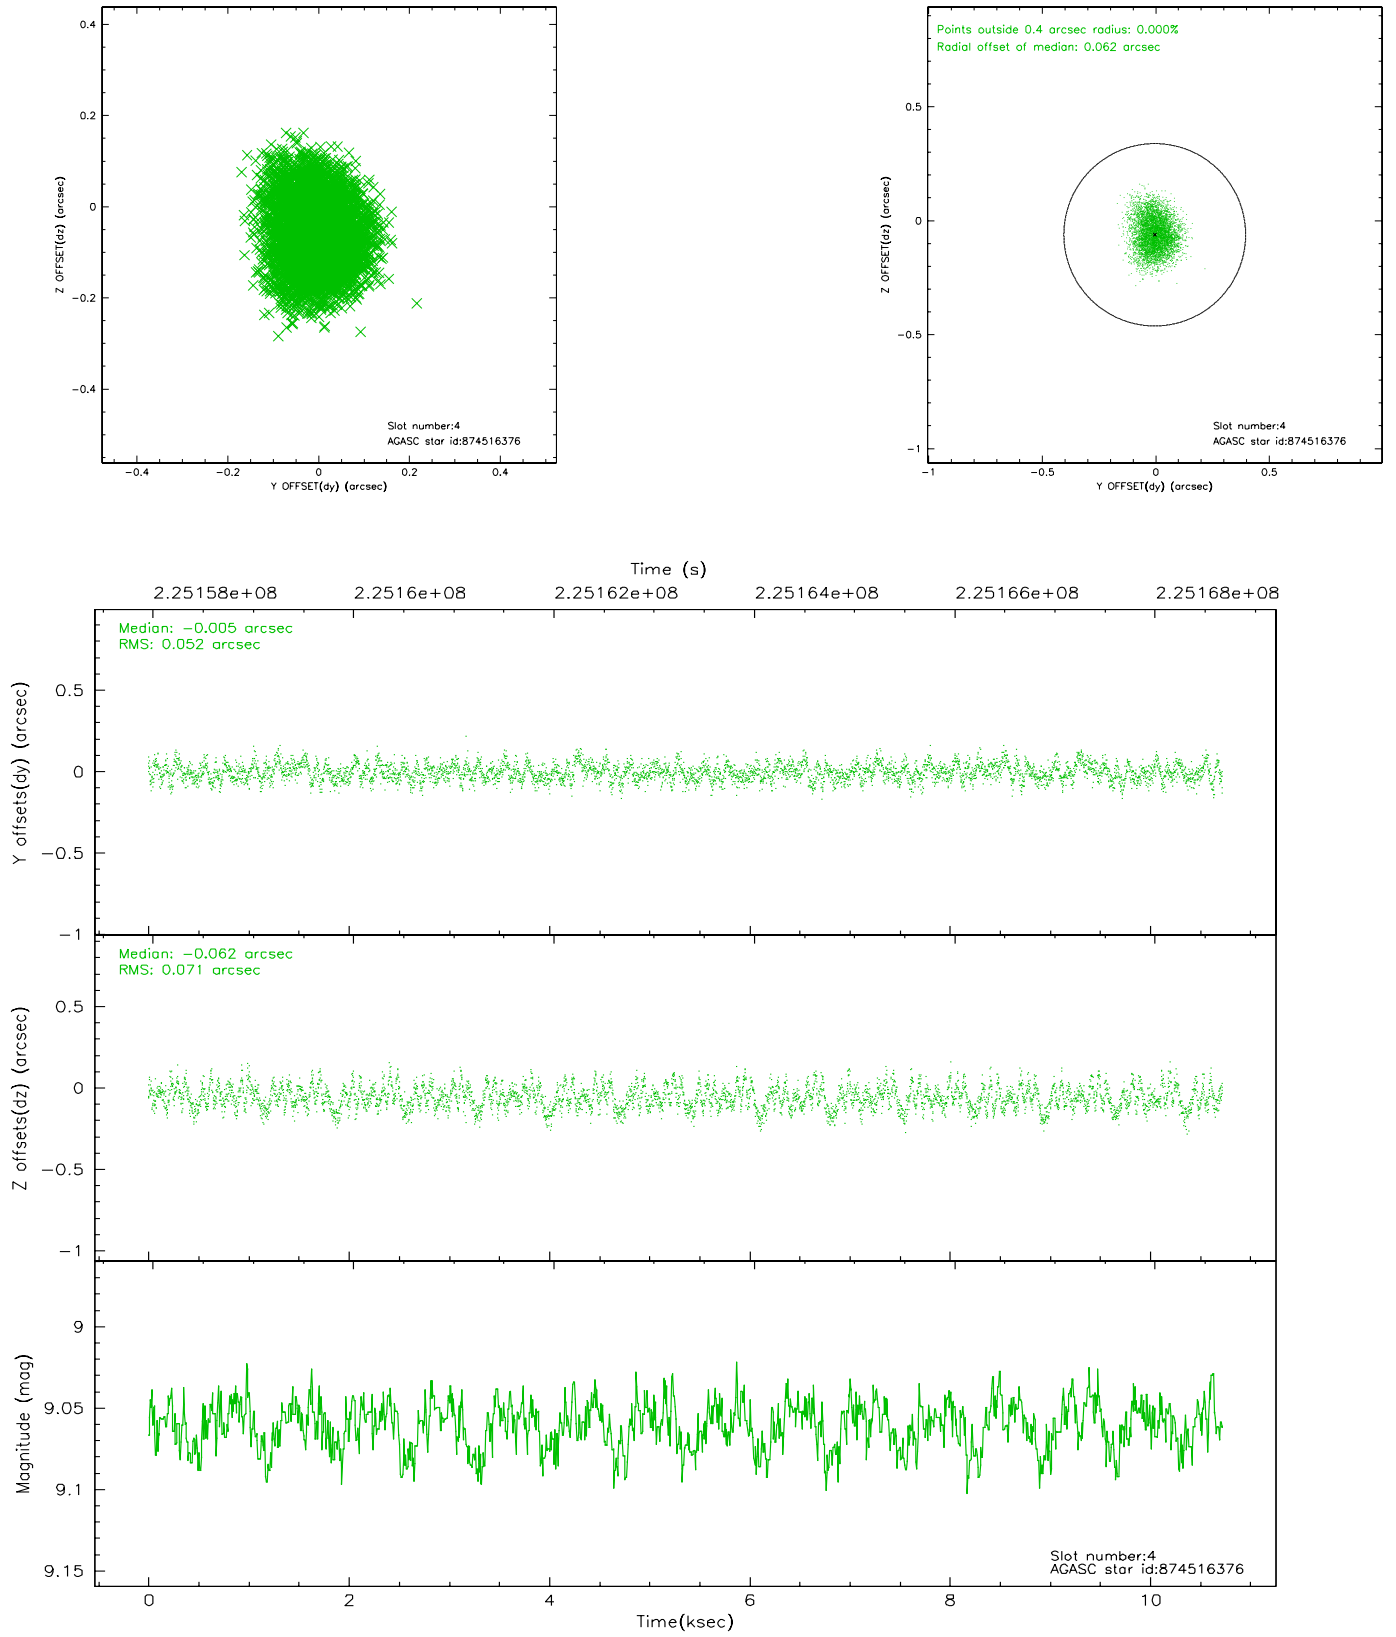 0.4
0.2
0
−0.2
−0.4
Z OFFSET(dz) (arcsec)
Slot number:4
AGASC star id:874516376
−0.4 −0.2 0 0.2 0.4
Y OFFSET(dy) (arcsec)
Points outside 0.4 arcsec radius: 0.000%
Radial offset of median: 0.062 arcsec
0.5
0
−0.5
−1
Z OFFSET(dz) (arcsec)
Slot number:4
AGASC star id:874516376
−1 −0.5 0 0.5
Y OFFSET(dy) (arcsec)
Time (s)
2.25158e+08 2.2516e+08 2.25162e+08 2.25164e+08 2.25166e+08 2.25168e+08
Median: −0.005 arcsec
RMS: 0.052 arcsec
0.5
0
−0.5
−1
Y offsets(dy) (arcsec)
Median: −0.062 arcsec
RMS: 0.071 arcsec
0.5
0
−0.5
−1
Z offsets(dz) (arcsec)
9
9.05
9.1
9.15
Magnitude (mag)
Slot number:4
AGASC star id:874516376
0 2 4 6 8 10
Time(ksec)